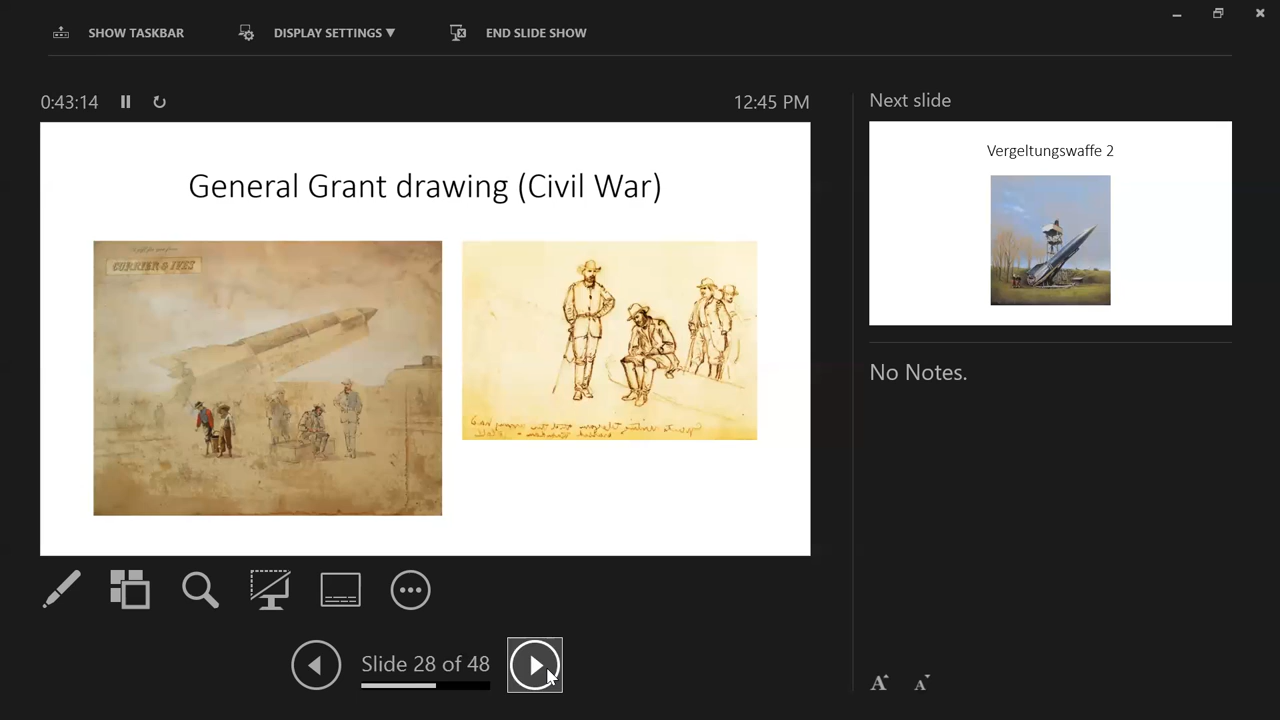 SHOW TASKBAR
DISPLAY SETTINGS ▼
END SLIDE SHOW
0:43:14
12:45 PM
General Grant drawing (Civil War)
CURRIER & IVES
Next slide
Vergeltungswaffe 2
No Notes.
Slide 28 of 48
A A